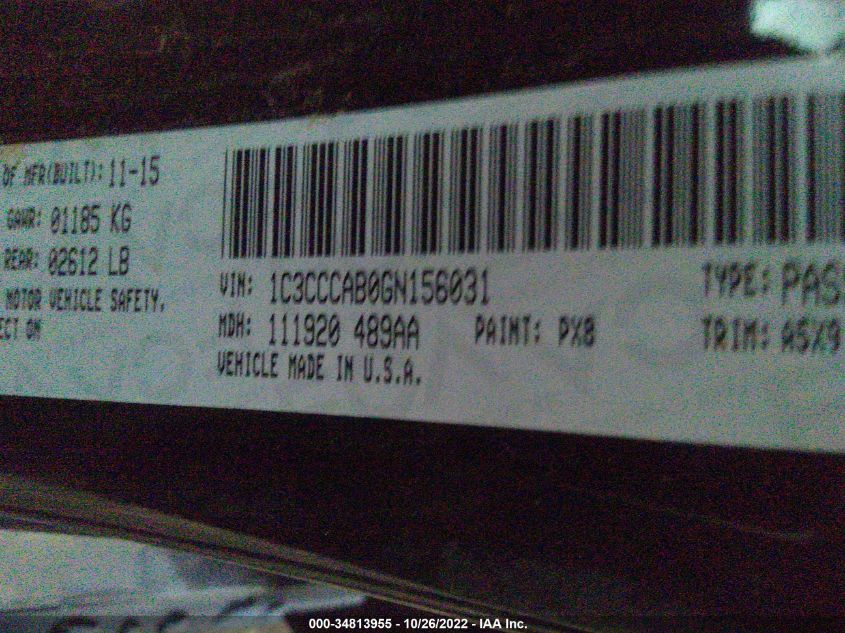 OF MFR(BUILT): 11-15
GAWR: 01185 KG
REAR: 02612 LB
MOTOR VEHICLE SAFETY.
ECT ON
VIN: 1C3CCCAB0GN156031
TYPE: PASS
MDH: 111920 489AA PAINT: PX8
TRIM: A5X9
VEHICLE MADE IN U.S.A.
000-34813955 - 10/26/2022 - IAA Inc.